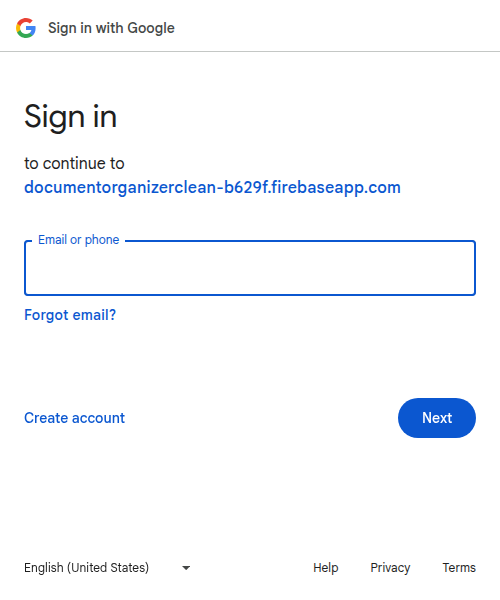 Sign in with Google
Sign in
to continue to
documentorganizerclean-b629f.firebaseapp.com
Email or phone
Forgot email?
Create account
Next
English (United States)
Help
Privacy
Terms